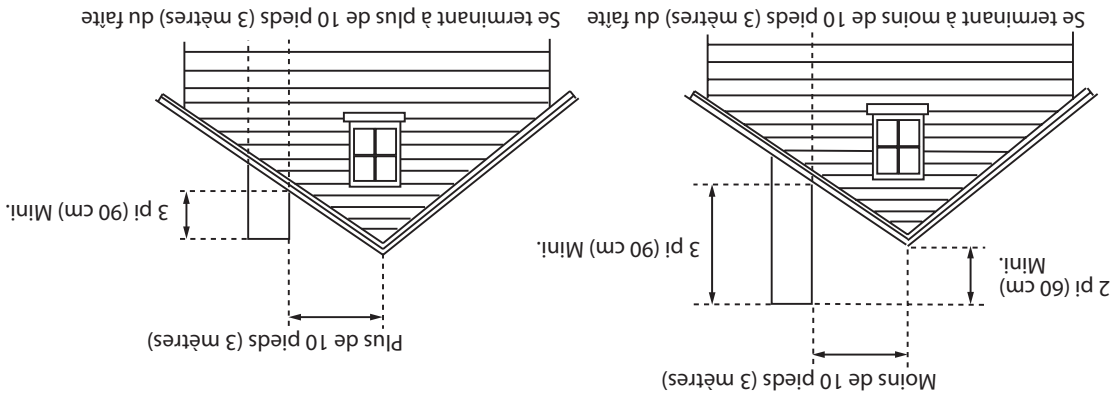 Moins de 10 pieds (3 mètres)
2 pi (60 cm)
Mini.
3 pi (90 cm) Mini.
Se terminant à moins de 10 pieds (3 mètres) du faîte
Plus de 10 pieds (3 mètres)
3 pi (90 cm) Mini.
Se terminant à plus de 10 pieds (3 mètres) du faîte